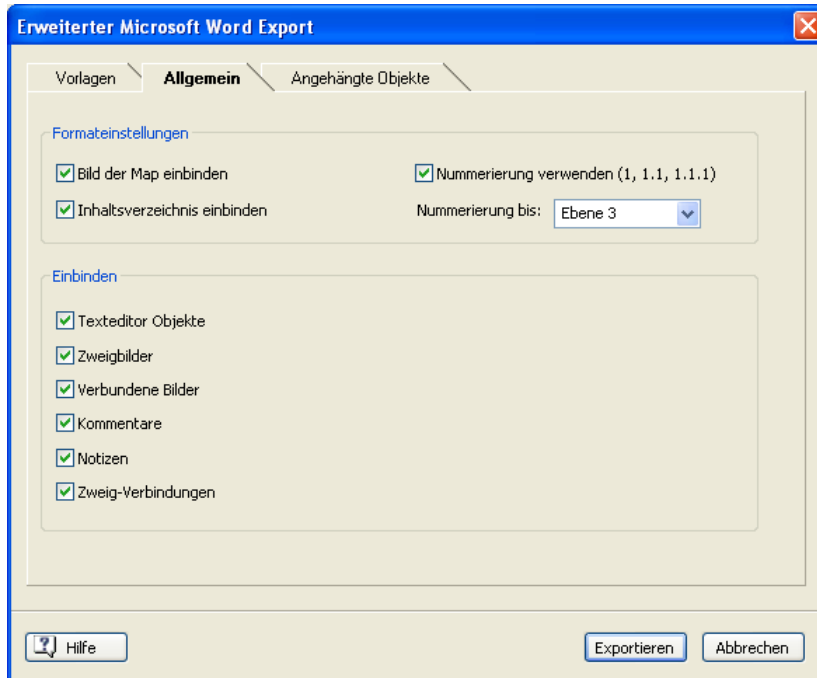 Erweiterter Microsoft Word Export
Vorlagen Allgemein Angehängte Objekte
Formateinstellungen
Bild der Map einbinden Nummerierung verwenden (1, 1.1, 1.1.1)
Inhaltsverzeichnis einbinden Nummerierung bis: Ebene 3
Einbinden
Texteditor Objekte
Zweigbilder
Verbundene Bilder
Kommentare
Notizen
Zweig-Verbindungen
Hilfe Exportieren Abbrechen